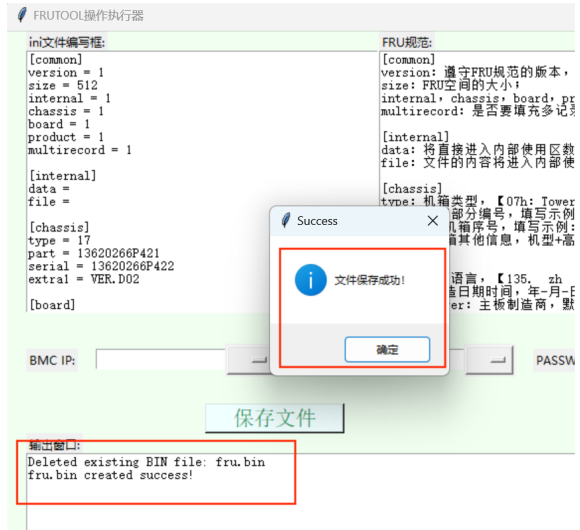 FRUTOOL操作执行器
ini文件编写框:
[common]
version = 1
size = 512
internal = 1
chassis = 1
board = 1
product = 1
multirecord = 1
[internal]
data =
file =
[chassis]
type = 17
part = 13620266P421
serial = 13620266P422
extra1 = VER.D02
[board]
FRU规范:
[common]
version: 遵守FRU规范的版本,
size: FRU空间的大小;
internal, chassis, board, pr
multirecord: 是否要填充多记录
[internal]
data: 将直接进入内部使用区数
file: 文件的内容将进入内部使
[chassis]
type: 机箱类型,【07h: Tower
部分编号,填写示例
机箱序号,填写示例:
箱其他信息,机型+高
语言,【135. zh
造日期时间,年-月-日
er: 主板制造商,默
Success
文件保存成功!
确定
BMC IP:
PASSW
保存文件
输出窗口:
Deleted existing BIN file: fru.bin
fru.bin created success!